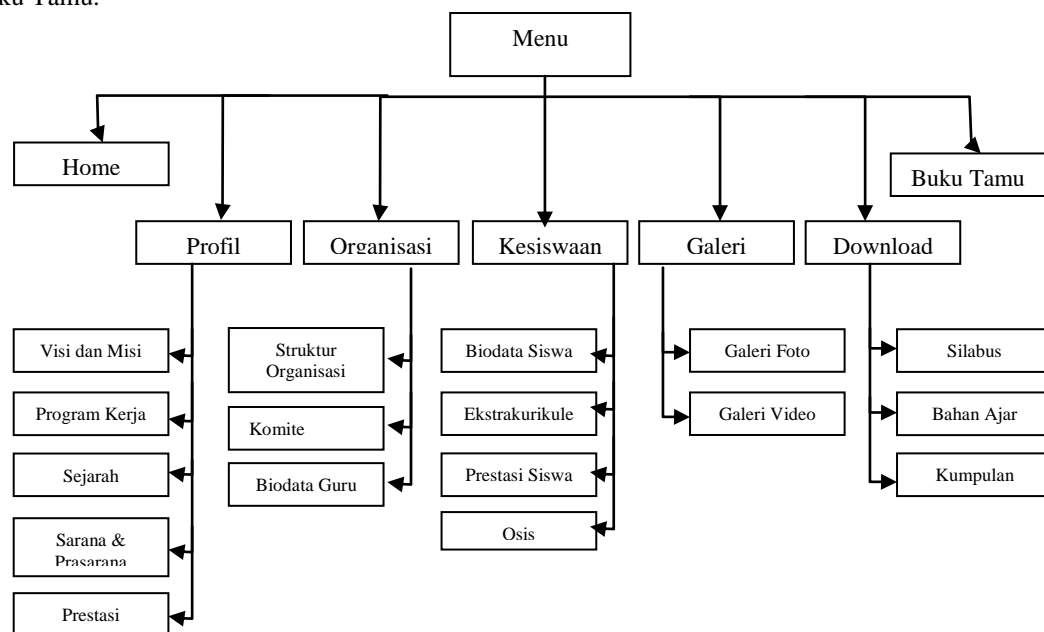 ku Tamu.
Menu
Home
Buku Tamu
Profil
Organisasi
Kesiswaan
Galeri
Download
Visi dan Misi
Program Kerja
Sejarah
Sarana &
Prasarana
Prestasi
Struktur
Organisasi
Komite
Biodata Guru
Biodata Siswa
Ekstrakurikule
Prestasi Siswa
Osis
Galeri Foto
Galeri Video
Silabus
Bahan Ajar
Kumpulan